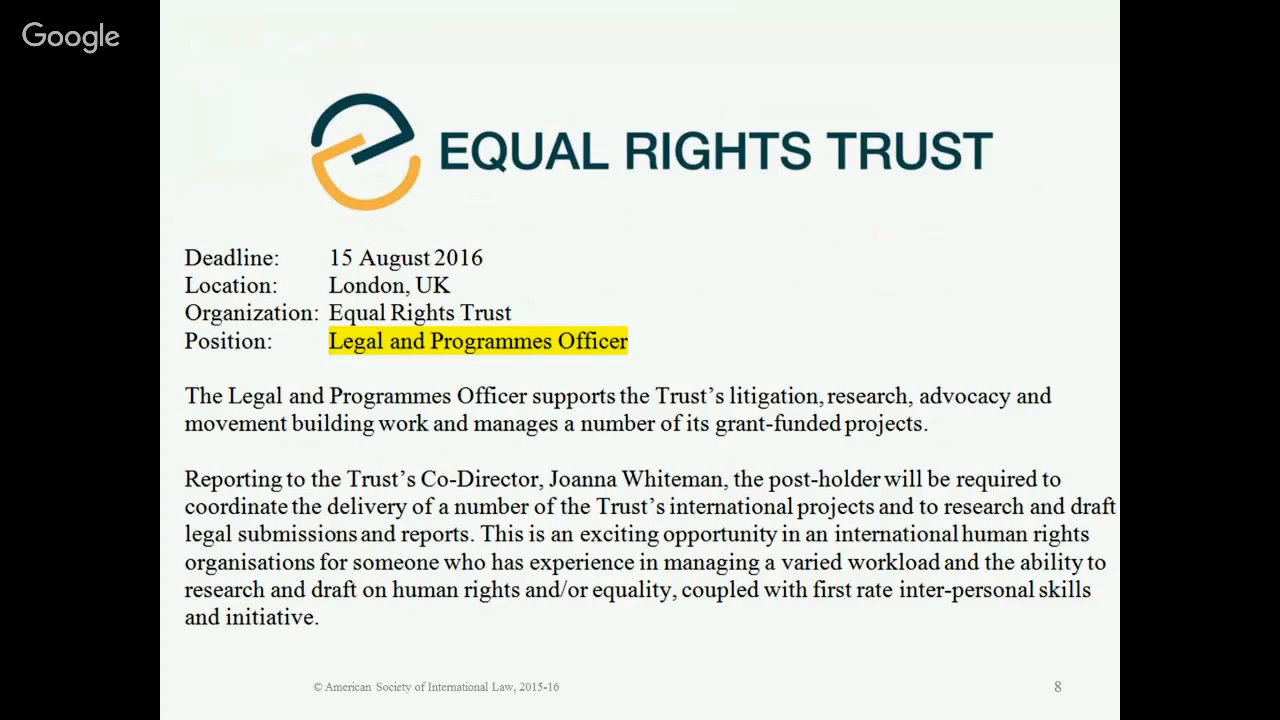 Google
EQUAL RIGHTS TRUST
Deadline: 15 August 2016
Location: London, UK
Organization: Equal Rights Trust
Position: Legal and Programmes Officer
The Legal and Programmes Officer supports the Trust’s litigation, research, advocacy and
movement building work and manages a number of its grant-funded projects.
Reporting to the Trust’s Co-Director, Joanna Whiteman, the post-holder will be required to
coordinate the delivery of a number of the Trust’s international projects and to research and draft
legal submissions and reports. This is an exciting opportunity in an international human rights
organisations for someone who has experience in managing a varied workload and the ability to
research and draft on human rights and/or equality, coupled with first rate inter-personal skills
and initiative.
© American Society of International Law, 2015-16
8